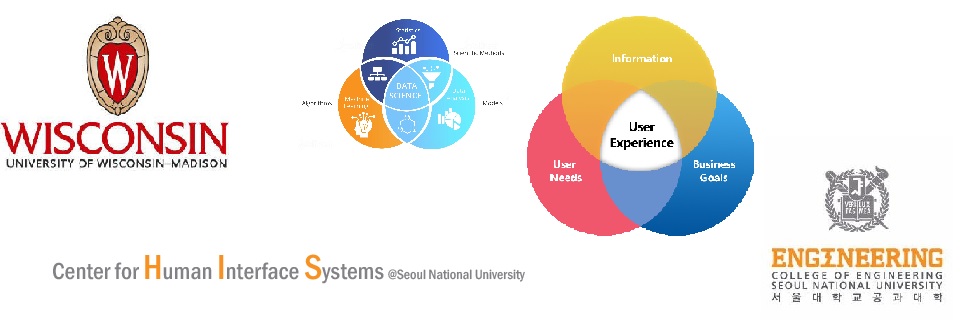 W
WISCONSIN
UNIVERSITY OF WISCONSIN–MADISON
Statistics
Scientific Methods
DATA
SCIENCE
Algorithms
Machine
Learning
Data
Models
Information
User
Experience
User
Needs
Business
Goals
VERI LUX
TAS MEA
ENGINEERING
COLLEGE OF ENGINEERING
SEOUL NATIONAL UNIVERSITY
서울대학교공과대학
Center for Human Interface Systems @Seoul National University